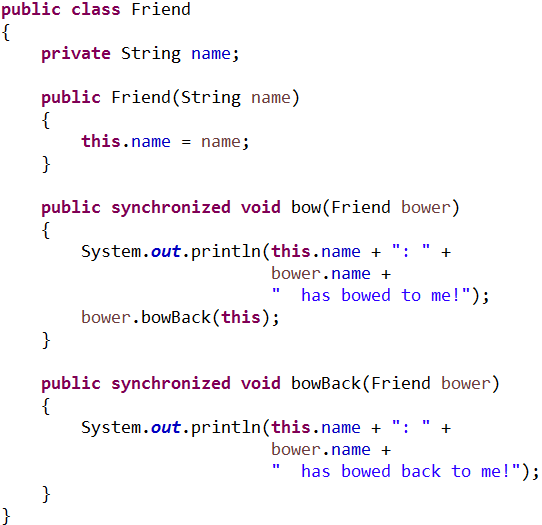 public class Friend
{
    private String name;

    public Friend(String name)
    {
        this.name = name;
    }

    public synchronized void bow(Friend bower)
    {
        System.out.println(this.name + ": " +
                           bower.name +
                           "  has bowed to me!");
        bower.bowBack(this);
    }

    public synchronized void bowBack(Friend bower)
    {
        System.out.println(this.name + ": " +
                           bower.name +
                           "  has bowed back to me!");
    }
}